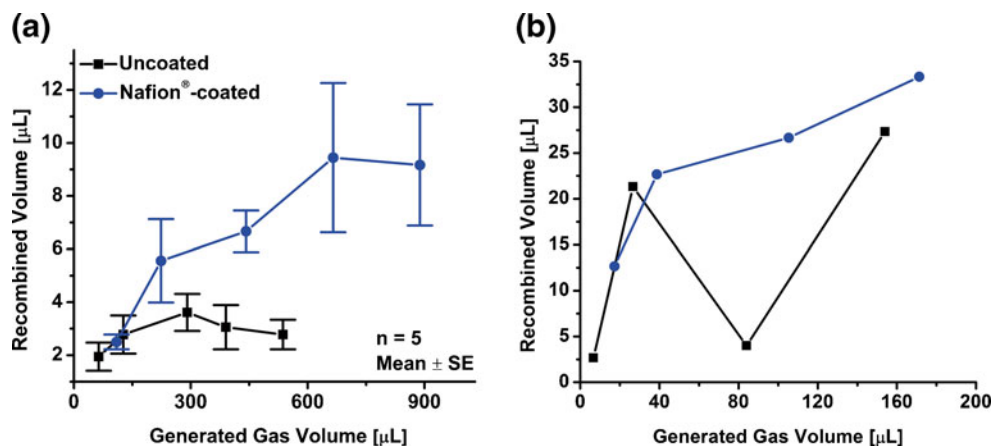 (a)
Uncoated
Nafion®-coated
12
10
8
6
4
2
Recombined Volume [µL]
n = 5
Mean ± SE
0 300 600 900
Generated Gas Volume [µL]
(b)
35
30
25
20
15
10
5
0
Recombined Volume [µL]
0 40 80 120 160 200
Generated Gas Volume [µL]